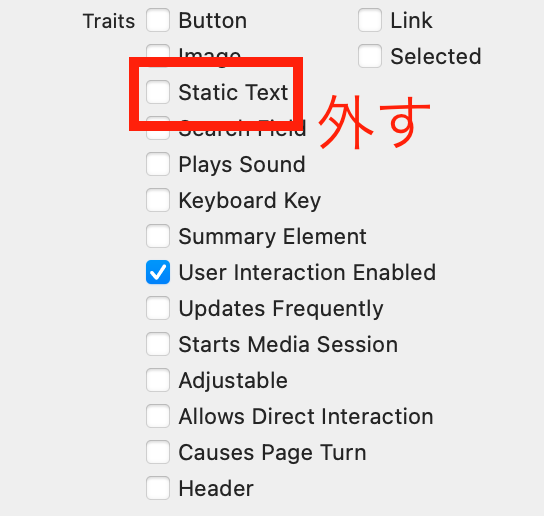 Traits Button Link
Image Selected
Static Text
外す
Search Field
Plays Sound
Keyboard Key
Summary Element
User Interaction Enabled
Updates Frequently
Starts Media Session
Adjustable
Allows Direct Interaction
Causes Page Turn
Header